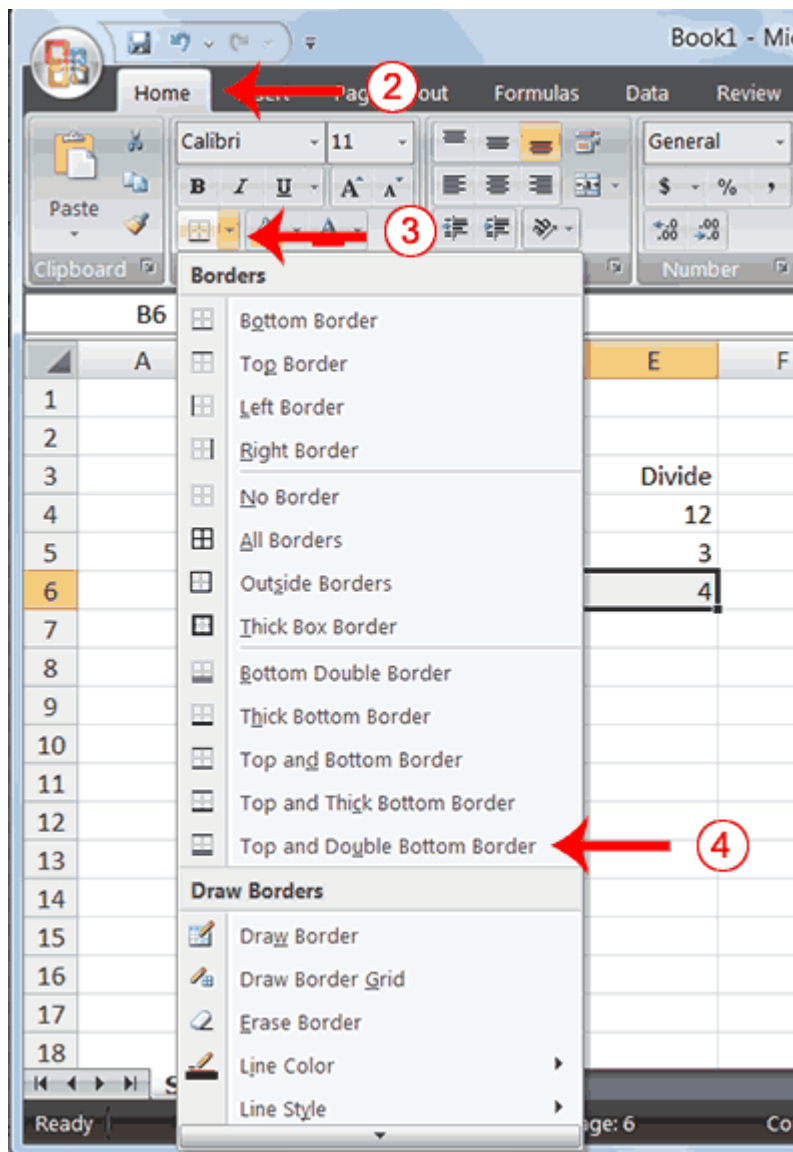 Book1 - Mi
2
Home
out
Formulas
Data
Review
Calibri
11
General
B I U A A
$ % ,
Paste
3
.00 .00
Clipboard
Number
B6
Borders
A
E
F
Bottom Border
Top Border
Left Border
Right Border
No Border
All Borders
Outside Borders
Thick Box Border
Bottom Double Border
Thick Bottom Border
Top and Bottom Border
Top and Thick Bottom Border
Top and Double Bottom Border
4
Draw Borders
Draw Border
Draw Border Grid
Erase Border
Line Color
Line Style
1
2
3 Divide
4 12
5 3
6 4
7
8
9
10
11
12
13
14
15
16
17
18
S
Ready
ge: 6
Co